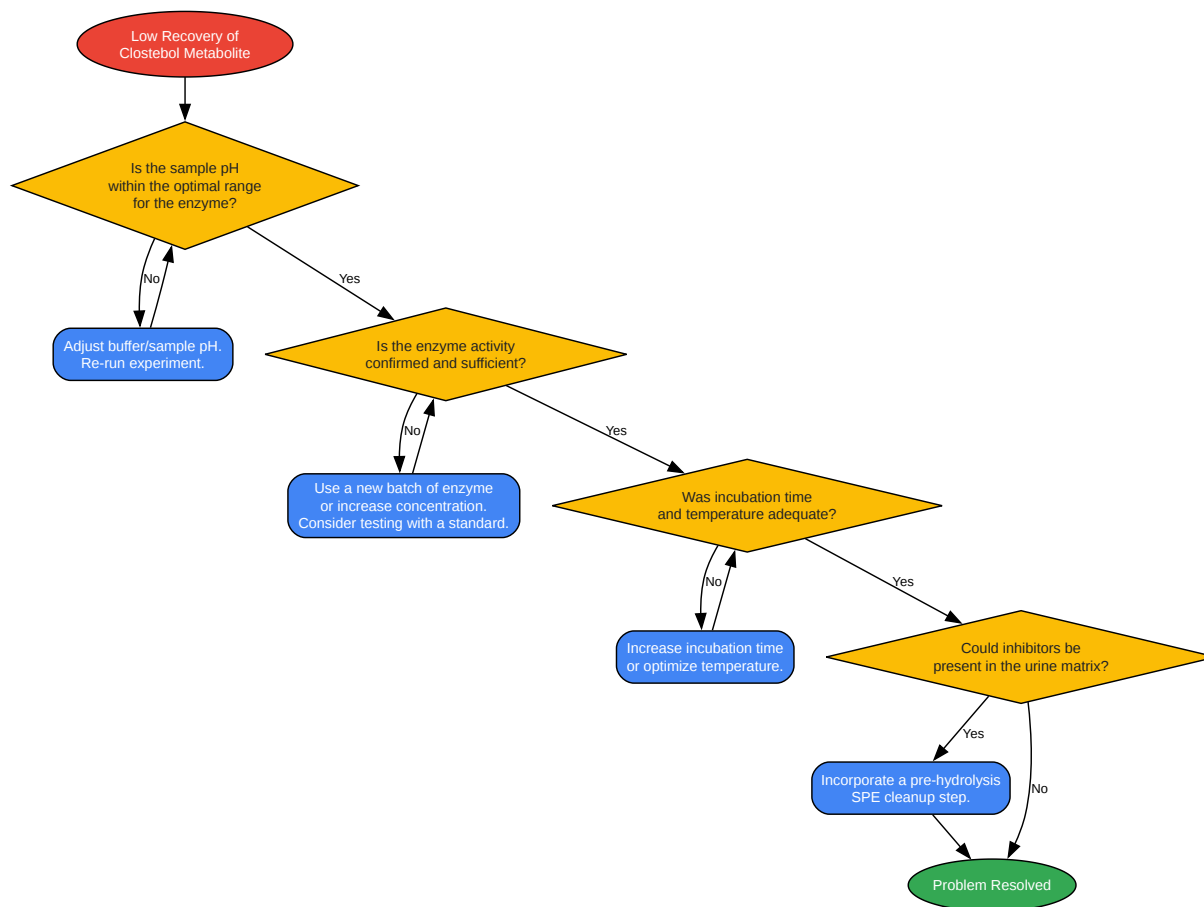 Low Recovery of
Clostebol Metabolite
Is the sample pH
within the optimal range
for the enzyme?
No
Yes
Adjust buffer/sample pH.
Re-run experiment.
Is the enzyme activity
confirmed and sufficient?
No
Yes
Use a new batch of enzyme
or increase concentration.
Consider testing with a standard.
Was incubation time
and temperature adequate?
No
Yes
Increase incubation time
or optimize temperature.
Could inhibitors be
present in the urine matrix?
Yes
No
Incorporate a pre-hydrolysis
SPE cleanup step.
Problem Resolved